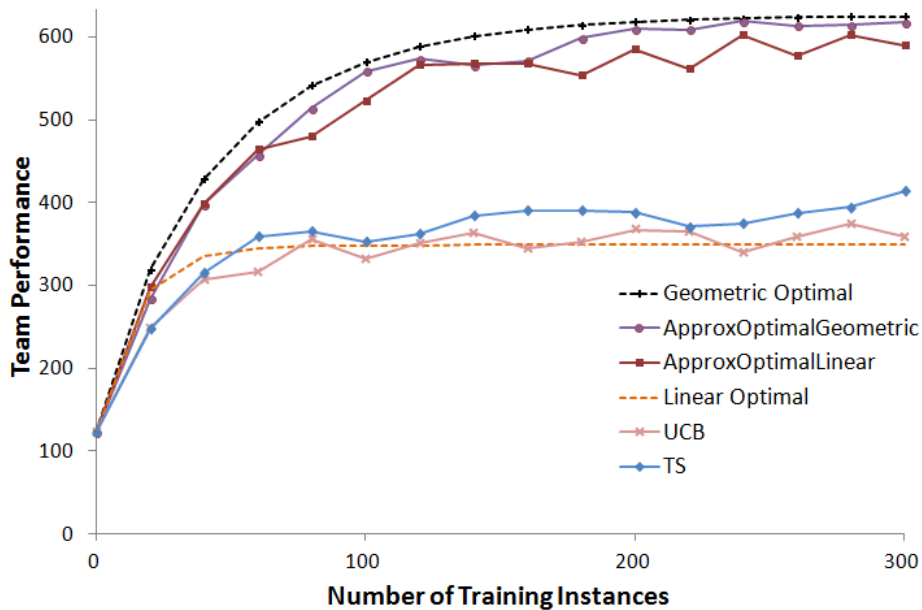 600
500
400
300
200
100
0
Team Performance
Geometric Optimal
ApproxOptimalGeometric
ApproxOptimalLinear
Linear Optimal
UCB
TS
0
100
200
300
Number of Training Instances